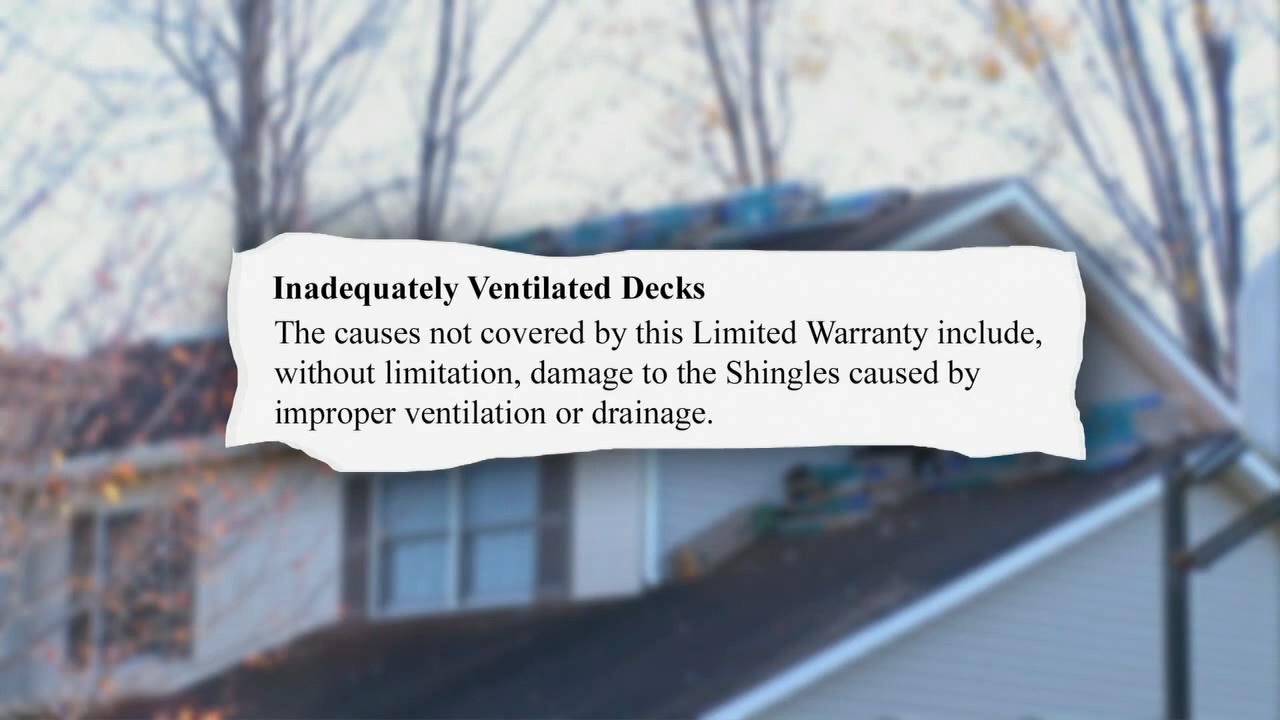 Inadequately Ventilated Decks
The causes not covered by this Limited Warranty include,
without limitation, damage to the Shingles caused by
improper ventilation or drainage.